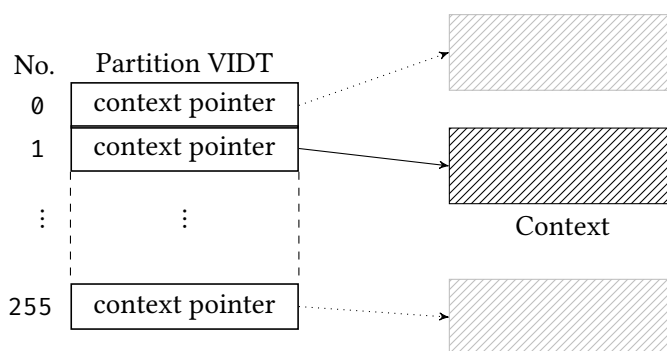 No. Partition VIDT
0 context pointer
1 context pointer
⋮ ⋮
Context
255 context pointer